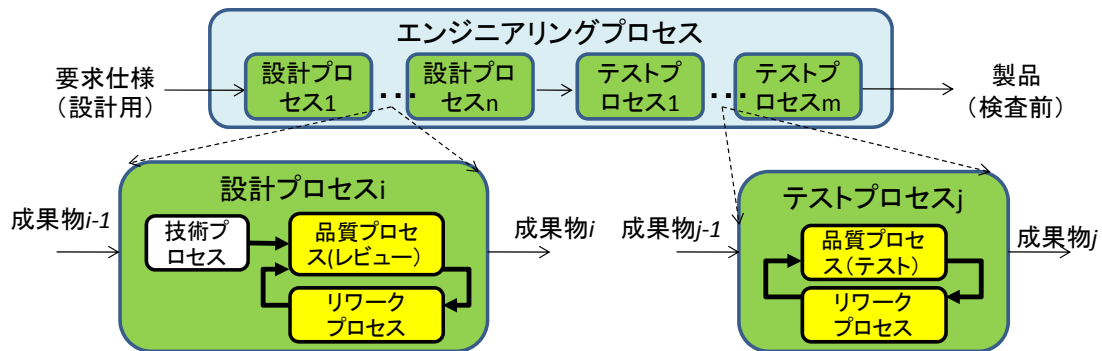 エンジニアリングプロセス
要求仕様
（設計用）
設計プロ
セス1
…
設計プロ
セスn
テストプ
ロセス1
…
テストプ
ロセスm
製品
（検査前）
設計プロセスi
成果物i-1
技術プ
ロセス
品質プロセ
ス(レビュー）
リワーク
プロセス
成果物i
テストプロセスj
成果物j-1
品質プロセ
ス（テスト）
リワーク
プロセス
成果物j